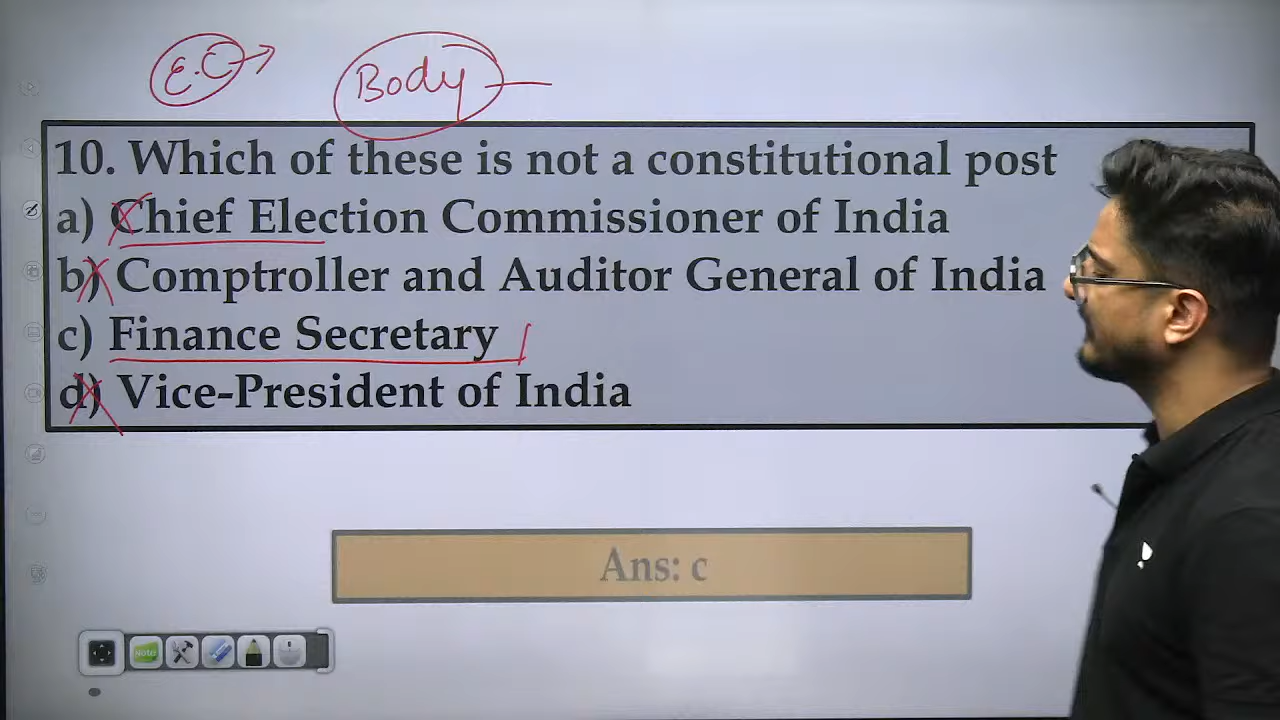 E.C → Body
10. Which of these is not a constitutional post
a) Chief Election Commissioner of India
b) Comptroller and Auditor General of India
c) Finance Secretary
d) Vice-President of India
Ans: c
Note